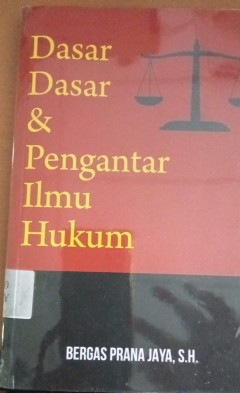 Dasar
Dasar
&
Pengantar
Ilmu
Hukum
BERGAS PRANA JAYA, S.H.